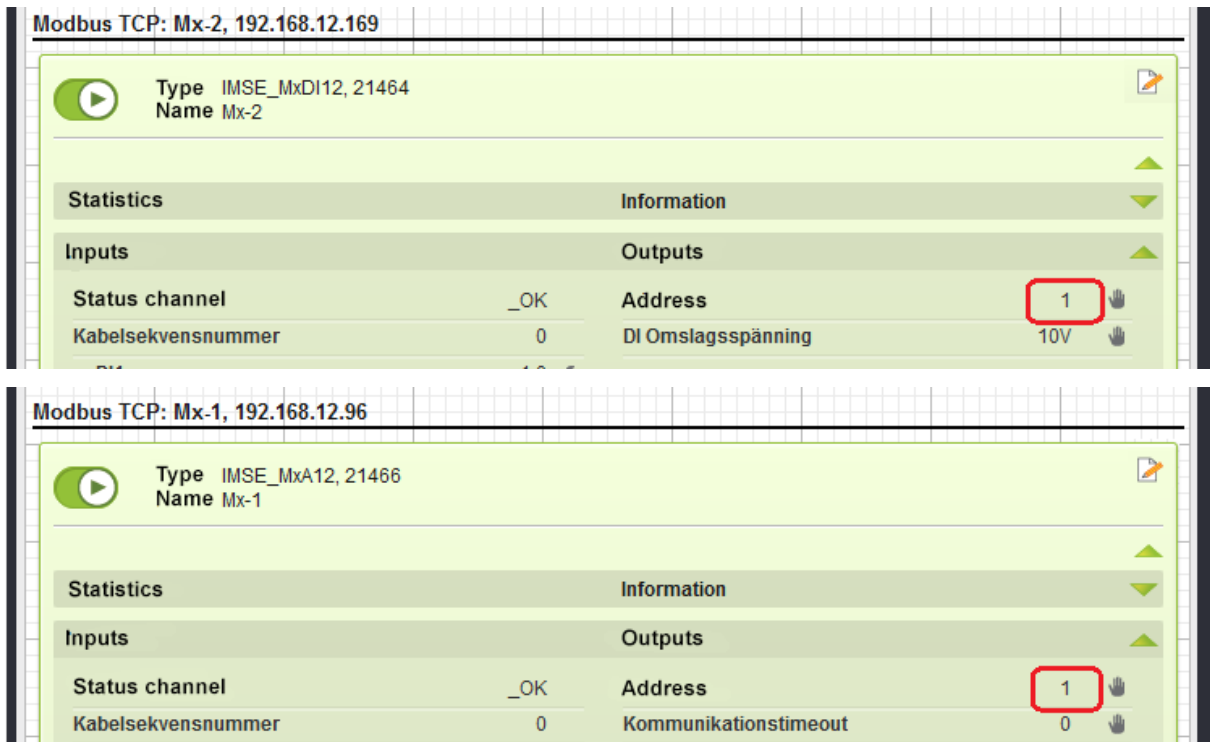 Modbus TCP: Mx-2, 192.168.12.169
Type IMSE_MxDI12, 21464
Name Mx-2
Statistics Information
Inputs Outputs
Status channel _OK Address 1
Kabelsekvensnummer 0 DI Omslagsspänning 10V
Modbus TCP: Mx-1, 192.168.12.96
Type IMSE_MxA12, 21466
Name Mx-1
Statistics Information
Inputs Outputs
Status channel _OK Address 1
Kabelsekvensnummer 0 Kommunikationstimeout 0